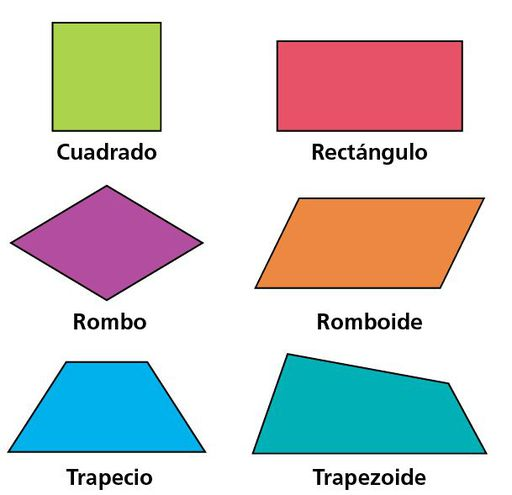 Cuadrado
Rectángulo
Rombo
Romboide
Trapecio
Trapezoide